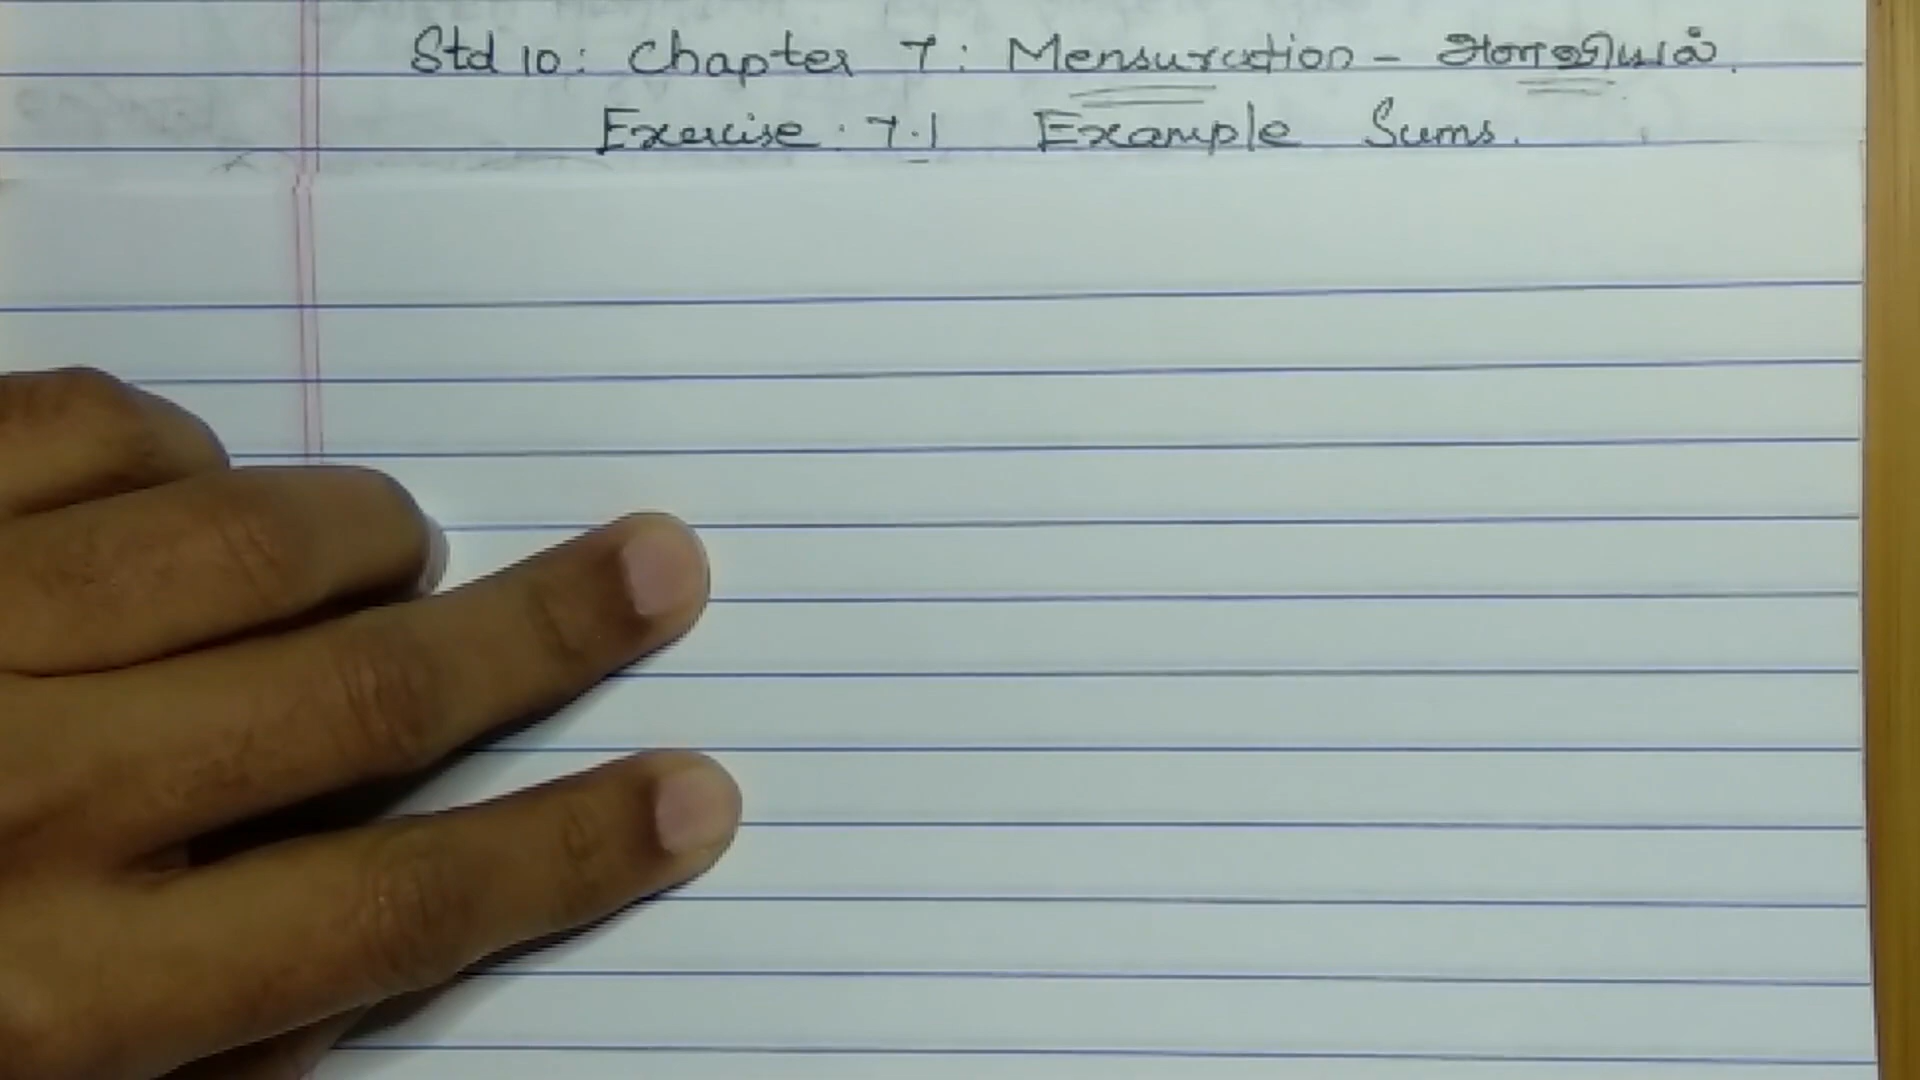 Std 10: Chapter 7: Mensuration - அளவியல்.
Exercise: 7.1 Example Sums.